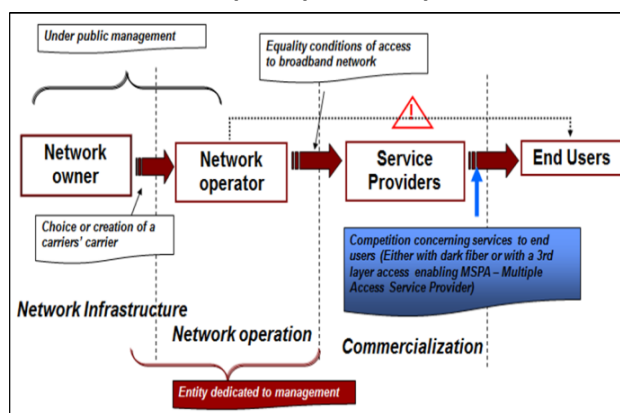 Under public management
Equality conditions of access
to broadband network
!
Network
owner
Network
operator
Service
Providers
End Users
Choice or creation of a
carriers' carrier
Competition concerning services to end
users (Either with dark fiber or with a 3rd
layer access enabling MSPA – Multiple
Access Service Provider)
Network Infrastructure
Network operation
Commercialization
Entity dedicated to management